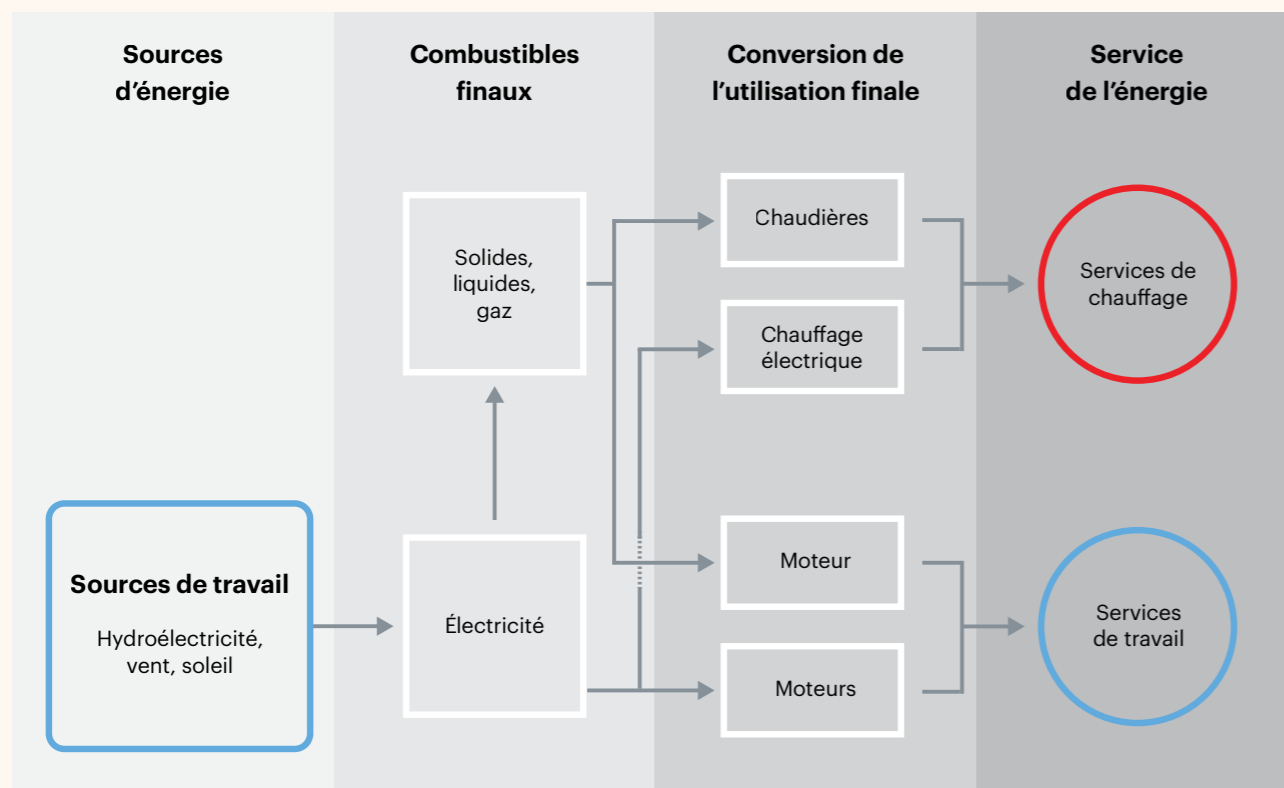 Sources
d'énergie
Combustibles
finaux
Conversion de
l'utilisation finale
Service
de l'énergie
Solides,
liquides,
gaz
Chaudières
Chauffage
électrique
Services de
chauffage
Sources de travail
Hydroélectricité,
vent, soleil
Électricité
Moteur
Moteurs
Services
de travail